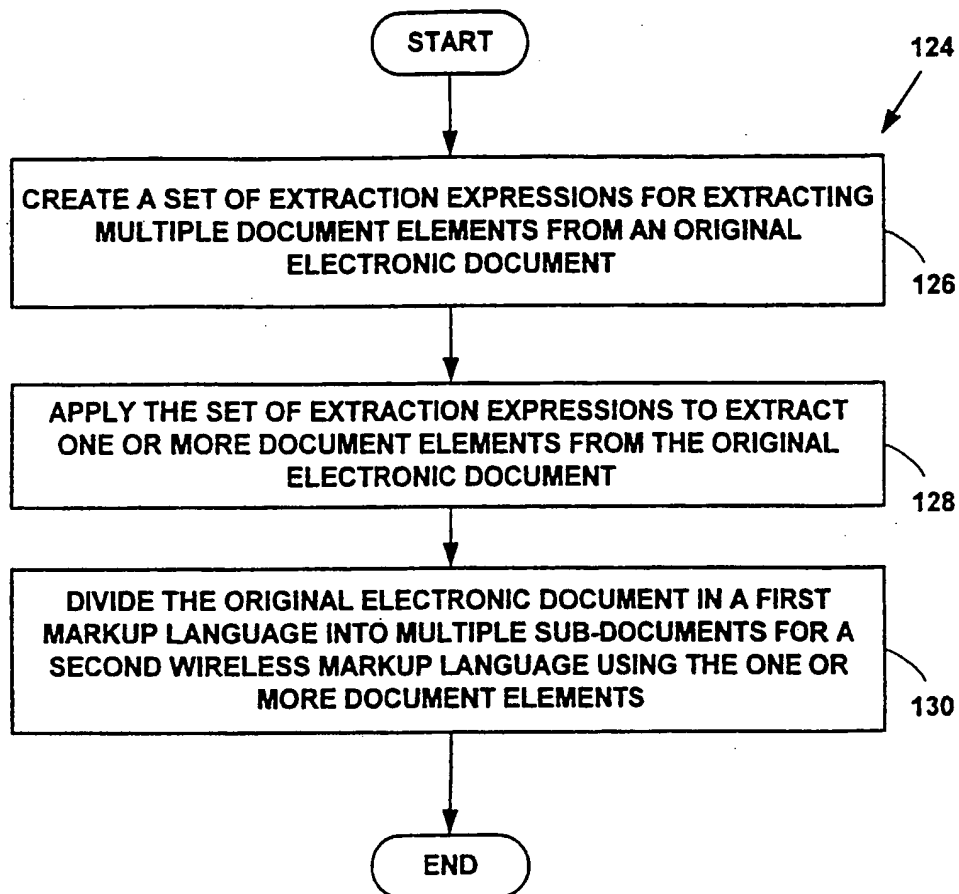 START
124
CREATE A SET OF EXTRACTION EXPRESSIONS FOR EXTRACTING
MULTIPLE DOCUMENT ELEMENTS FROM AN ORIGINAL
ELECTRONIC DOCUMENT
126
APPLY THE SET OF EXTRACTION EXPRESSIONS TO EXTRACT
ONE OR MORE DOCUMENT ELEMENTS FROM THE ORIGINAL
ELECTRONIC DOCUMENT
128
DIVIDE THE ORIGINAL ELECTRONIC DOCUMENT IN A FIRST
MARKUP LANGUAGE INTO MULTIPLE SUB-DOCUMENTS FOR A
SECOND WIRELESS MARKUP LANGUAGE USING THE ONE OR
MORE DOCUMENT ELEMENTS
130
END